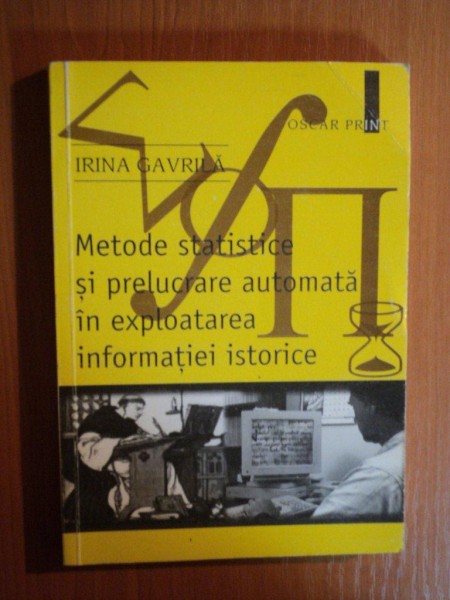 OSCAR PRINT
IRINA GAVRILĂ
Metode statistice
și prelucrare automată
în exploatarea
informației istorice